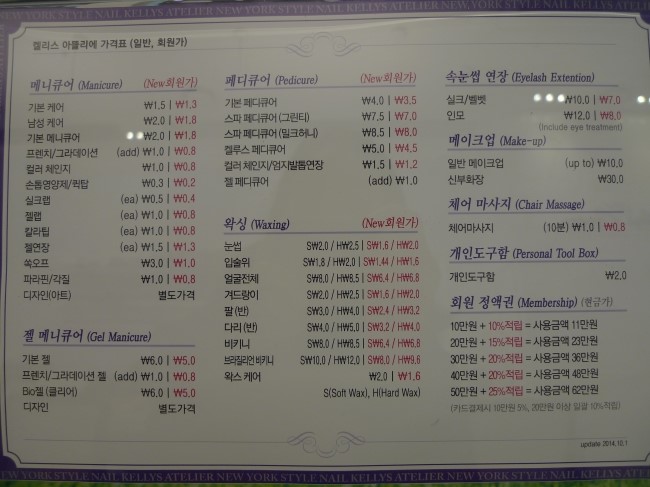 NEW YORK STYLE NAIL KELLYS ATELIER NEW YORK STYLE NAIL KELLYS ATELIER NEW YORK STYLE NAIL KELLYS ATELIER
켈리스 아뜰리에 가격표 (일반, 회원가)
메니큐어 (Manicure) (New회원가)
기본 케어 ₩1,5 | ₩1,3
남성 케어 ₩2,0 | ₩1,8
기본 메니큐어 ₩2,0 | ₩1,8
프렌치/그라데이션 (add) ₩1,0 | ₩0,8
컬러 체인지 ₩1,0 | ₩0,8
손톱영양제/퀵탑 ₩0,3 | ₩0,2
실크랩 (ea) ₩0,5 | ₩0,4
젤랩 (ea) ₩1,0 | ₩0,8
칼라팁 (ea) ₩1,0 | ₩0,8
젤연장 (ea) ₩1,5 | ₩1,3
쏙오프 ₩3,0 | ₩1,0
파라핀/각질 ₩1,0 | ₩0,8
디자인(아트) 별도가격
젤 메니큐어 (Gel Manicure)
기본 젤 ₩6,0 | ₩5,0
프렌치/그라데이션 젤 (add) ₩1,0 | ₩0,8
Bio젤 (클리어) ₩6,0 | ₩5,0
디자인 별도가격
페디큐어 (Pedicure) (New회원가)
기본 페디큐어 ₩4,0 | ₩3,5
스파 페디큐어 (그린티) ₩7,5 | ₩7,0
스파 페디큐어 (밀크허니) ₩8,5 | ₩8,0
켈루스 페디큐어 ₩5,0 | ₩4,5
컬러 체인지/엄지발톱연장 ₩1,5 | ₩1,2
젤 페디큐어 (add) ₩1,0
왁싱 (Waxing) (New회원가)
눈썹 S₩2,0 / H₩2,5 | S₩1,6 / H₩2,0
입술위 S₩1,8 / H₩2,0 | S₩1,44 / H₩1,6
얼굴전체 S₩8,0 / H₩8,5 | S₩6,4 / H₩6,8
겨드랑이 S₩2,0 / H₩2,5 | S₩1,6 / H₩2,0
팔 (반) S₩3,0 / H₩4,0 | S₩2,4 / H₩3,2
다리 (반) S₩4,0 / H₩5,0 | S₩3,2 / H₩4,0
비키니 S₩8,0 / H₩8,5 | S₩6,4 / H₩6,8
브라질리언 비키니 S₩10,0 / H₩12,0 | S₩8,0 / H₩9,6
왁스 케어 ₩2,0 | ₩1,6
S(Soft Wax), H(Hard Wax)
속눈썹 연장 (Eyelash Extention)
실크/벨벳 ₩10,0 | ₩7,0
인모 ₩12,0 | ₩8,0
(Include eye treatment)
메이크업 (Make-up)
일반 메이크업 (up to) ₩10,0
신부화장 ₩30,0
체어 마사지 (Chair Massage)
체어마사지 (10분) ₩1,0 | ₩0,8
개인도구함 (Personal Tool Box)
개인도구함 ₩2,0
회원 정액권 (Membership) (현금가)
10만원 + 10%적립 = 사용금액 11만원
20만원 + 15%적립 = 사용금액 23만원
30만원 + 20%적립 = 사용금액 36만원
40만원 + 20%적립 = 사용금액 48만원
50만원 + 25%적립 = 사용금액 62만원
(카드결제시 10만원 5%, 20만원 이상 일괄 10%적립)
update 2014.10.1
NEW YORK STYLE NAIL KELLYS ATELIER NEW YORK STYLE NAIL KELLYS ATELIER NEW YORK STYLE NAIL KELLYS ATELIER